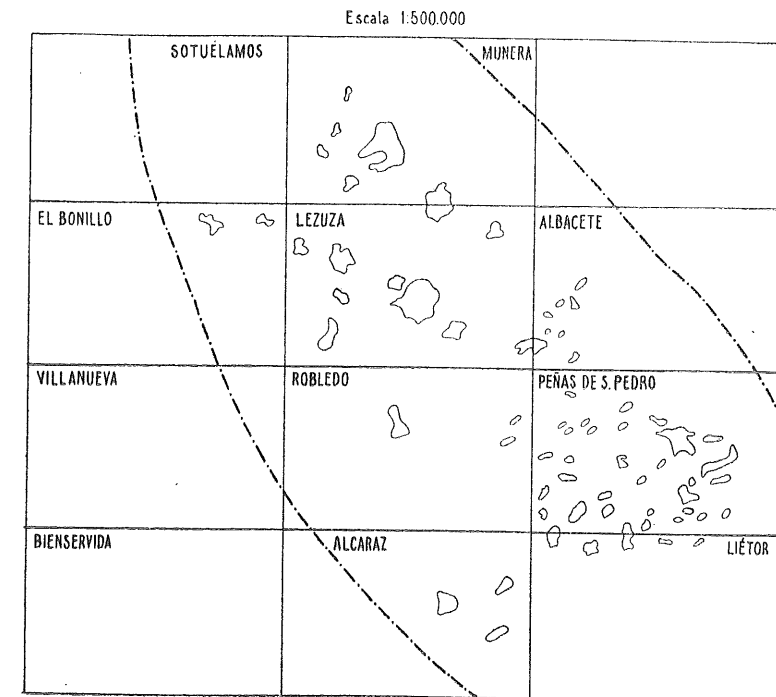 Escala 1:500.000
SOTUÉLAMOS
MUNERA
EL BONILLO
LEZUZA
ALBACETE
VILLANUEVA
ROBLEDO
PEÑAS DE S. PEDRO
BIENSERVIDA
ALCARAZ
LIÉTOR